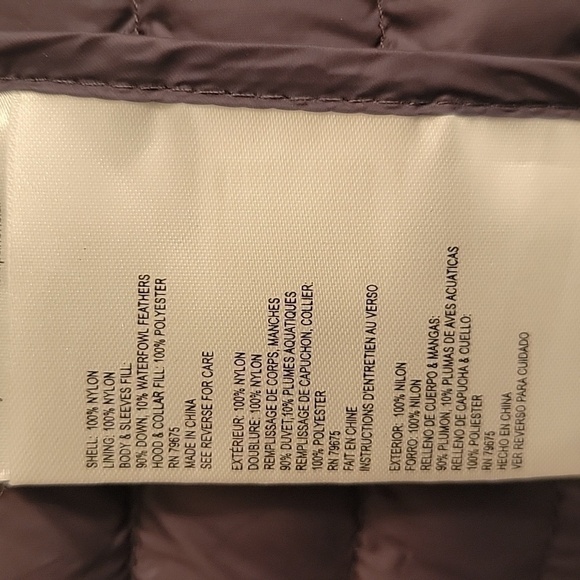 SHELL: 100% NYLON
LINING: 100% NYLON
BODY & SLEEVES FILL:
90% DOWN, 10% WATERFOWL FEATHERS
HOOD & COLLAR FILL: 100% POLYESTER
RN 79675
MADE IN CHINA
SEE REVERSE FOR CARE
EXTÉRIEUR: 100% NYLON
DOUBLURE: 100% NYLON
REMPLISSAGE DE CORPS, MANCHES
90% DUVET,10% PLUMES AQUATIQUES
REMPLISSAGE DE CAPUCHON, COLLIER:
100% POLYESTER
RN 79675
FAIT EN CHINE
INSTRUCTIONS D'ENTRETIEN AU VERSO
EXTERIOR: 100% NILON
FORRO: 100% NILON
RELLENO DE CUERPO & MANGAS:
90% PLUMON, 10% PLUMAS DE AVES ACUATICAS
RELLENO DE CAPUCHA & CUELLO:
100% POLIESTER
RN 79675
HECHO EN CHINA
VER REVERSO PARA CUIDADO